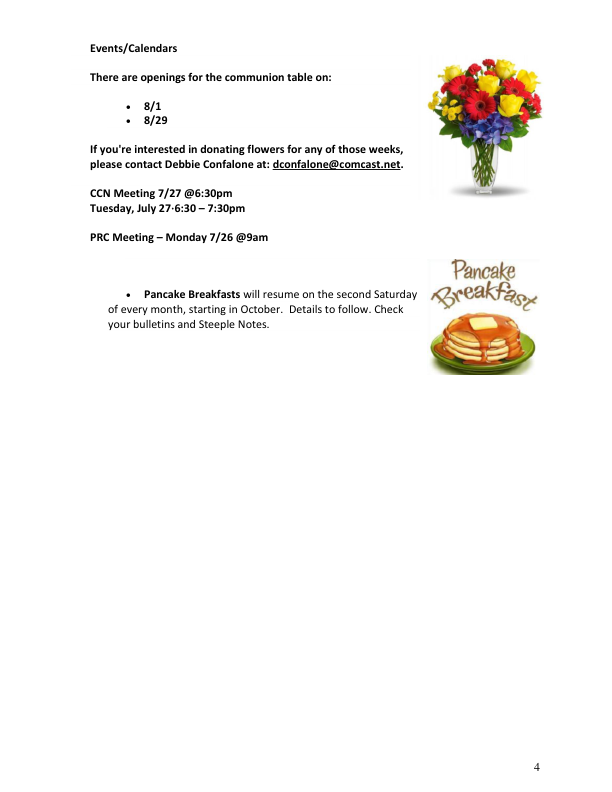 Events/Calendars
There are openings for the communion table on:
• 8/1
• 8/29
If you're interested in donating flowers for any of those weeks,
please contact Debbie Confalone at: dconfalone@comcast.net.
CCN Meeting 7/27 @6:30pm
Tuesday, July 27·6:30 – 7:30pm
PRC Meeting – Monday 7/26 @9am
• Pancake Breakfasts will resume on the second Saturday
of every month, starting in October.  Details to follow. Check
your bulletins and Steeple Notes.
Pancake
Breakfast
4